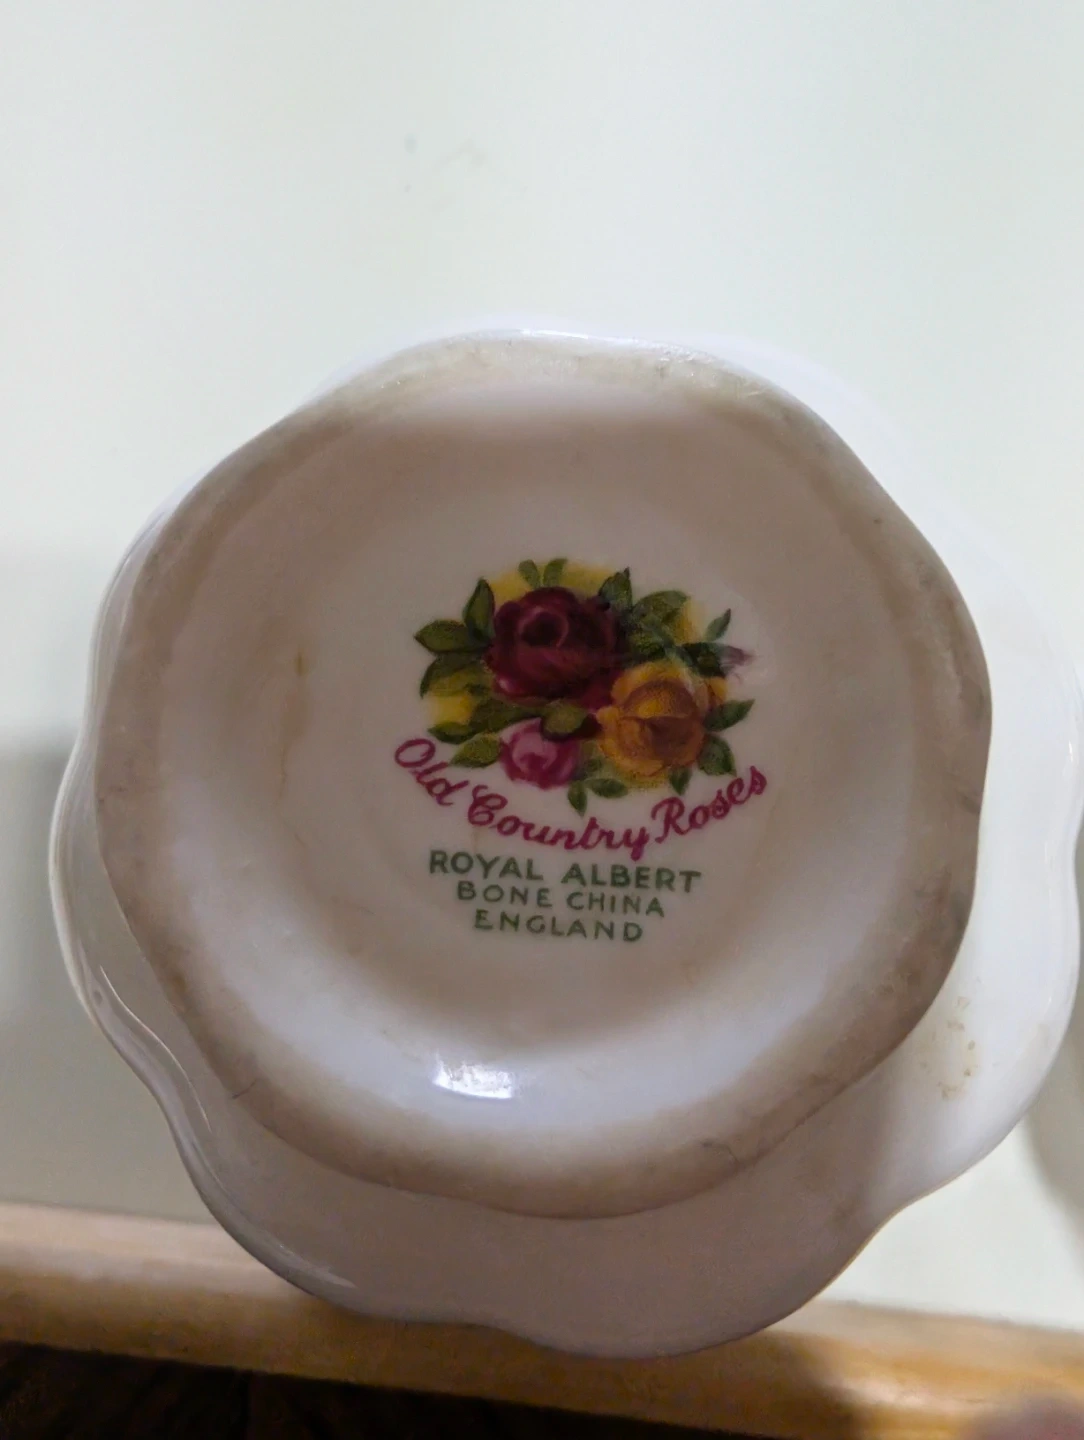 Old Country Roses
ROYAL ALBERT
BONE CHINA
ENGLAND